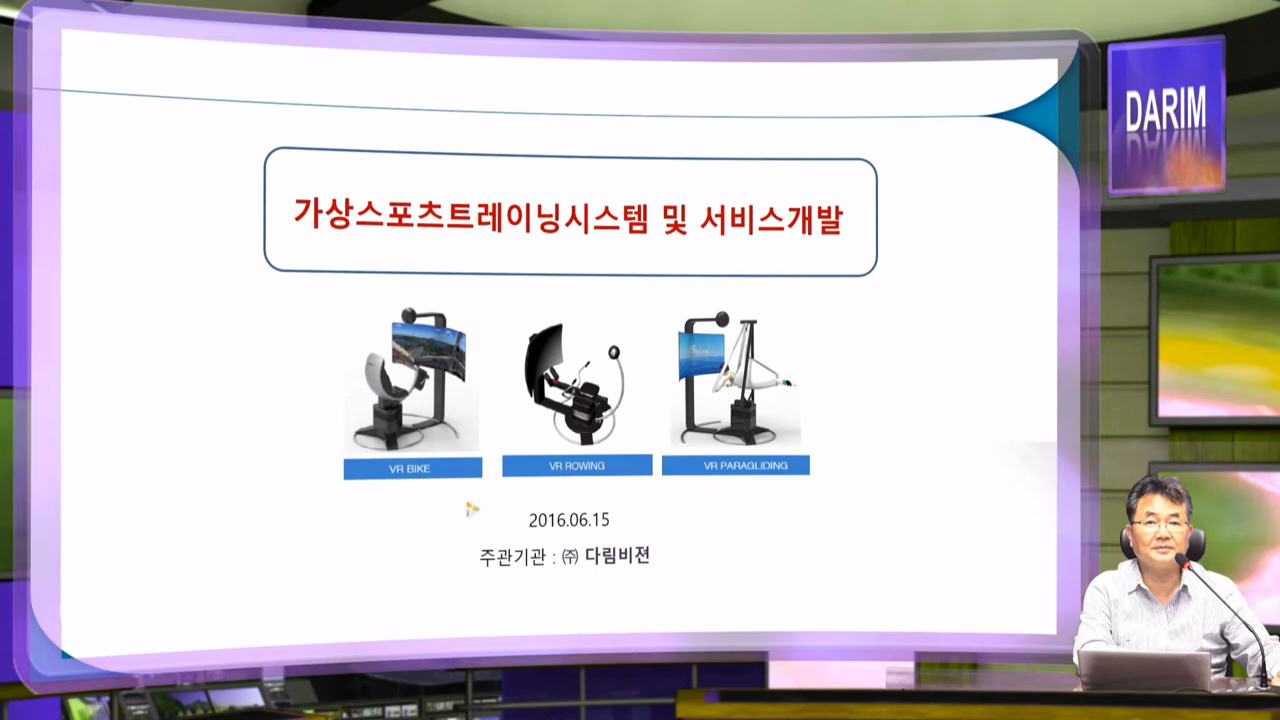 DARIM
가상스포츠트레이닝시스템 및 서비스개발
VR BIKE
VR ROWING
VR PARAGLIDING
2016.06.15
주관기관 : ㈜ 다림비젼